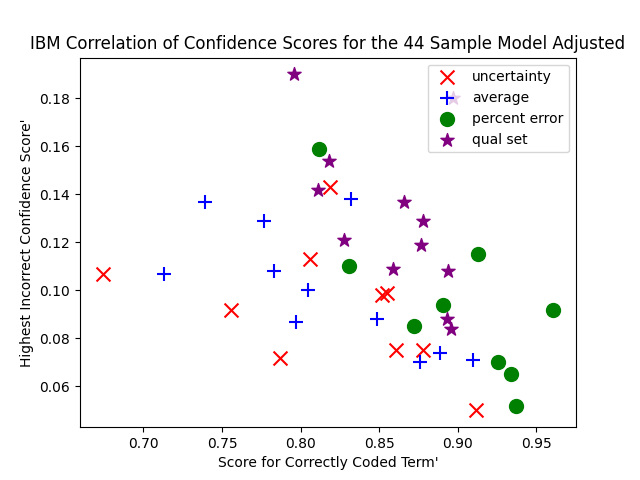 IBM Correlation of Confidence Scores for the 44 Sample Model Adjusted
uncertainty
average
percent error
qual set
Highest Incorrect Confidence Score'
0.18
0.16
0.14
0.12
0.10
0.08
0.06
0.70 0.75 0.80 0.85 0.90 0.95
Score for Correctly Coded Term'